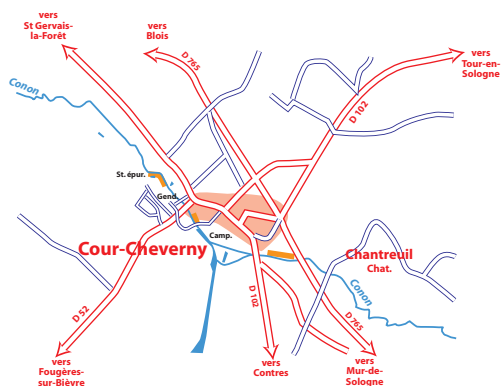 vers
St Gervais-
la-Forêt
vers
Blois
D 765
vers
Tour-en-
Sologne
D 102
Conon
St. épur.
Gend.
Camp.
Cour-Cheverny
Chantreuil
Chat.
Conon
D 52
D 102
D 765
vers
Fougères-
sur-Bièvre
vers
Contres
vers
Mur-de-
Sologne